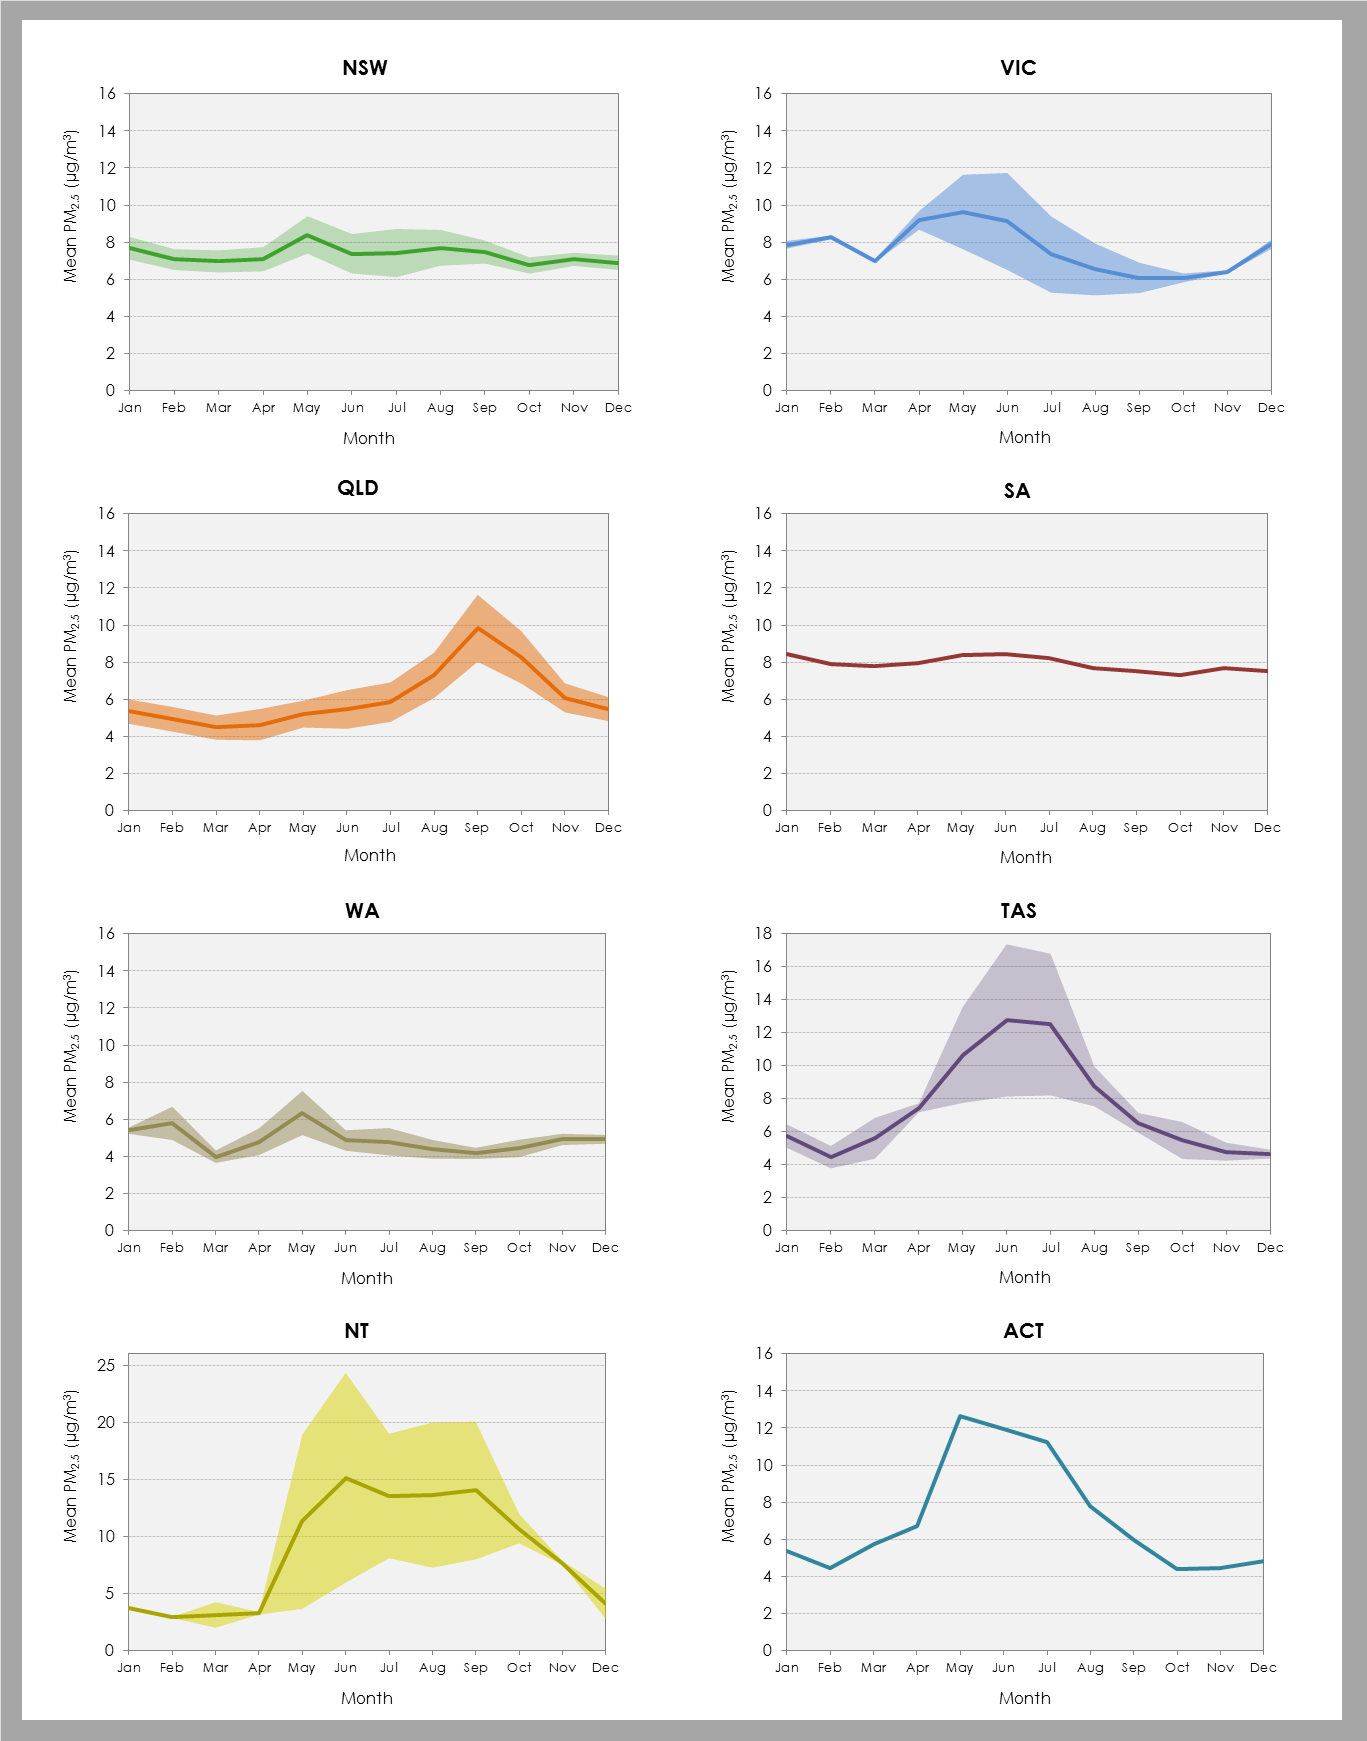 NSW
Mean PM2.5 (µg/m³)
16
14
12
10
8
6
4
2
0
Jan Feb Mar Apr May Jun Jul Aug Sep Oct Nov Dec
Month
VIC
Mean PM2.5 (µg/m³)
16
14
12
10
8
6
4
2
0
Jan Feb Mar Apr May Jun Jul Aug Sep Oct Nov Dec
Month
QLD
Mean PM2.5 (µg/m³)
16
14
12
10
8
6
4
2
0
Jan Feb Mar Apr May Jun Jul Aug Sep Oct Nov Dec
Month
SA
Mean PM2.5 (µg/m³)
16
14
12
10
8
6
4
2
0
Jan Feb Mar Apr May Jun Jul Aug Sep Oct Nov Dec
Month
WA
Mean PM2.5 (µg/m³)
16
14
12
10
8
6
4
2
0
Jan Feb Mar Apr May Jun Jul Aug Sep Oct Nov Dec
Month
TAS
Mean PM2.5 (µg/m³)
18
16
14
12
10
8
6
4
2
0
Jan Feb Mar Apr May Jun Jul Aug Sep Oct Nov Dec
Month
NT
Mean PM2.5 (µg/m³)
25
20
15
10
5
0
Jan Feb Mar Apr May Jun Jul Aug Sep Oct Nov Dec
Month
ACT
Mean PM2.5 (µg/m³)
16
14
12
10
8
6
4
2
0
Jan Feb Mar Apr May Jun Jul Aug Sep Oct Nov Dec
Month